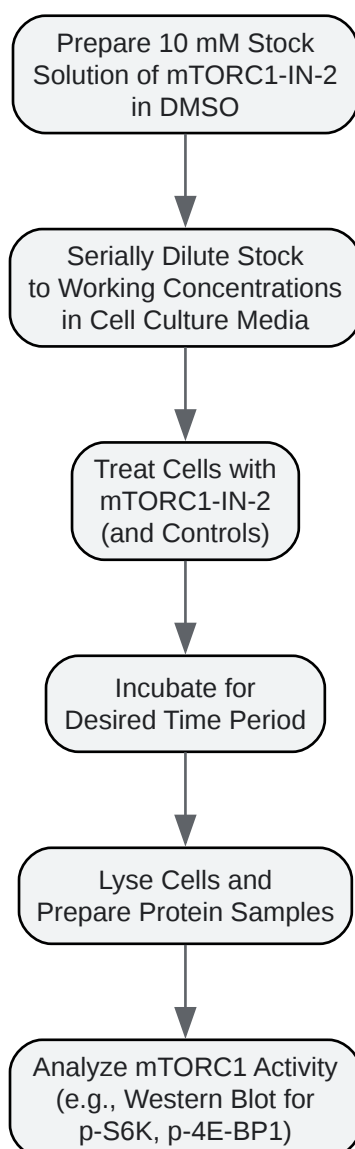 Prepare 10 mM Stock
Solution of mTORC1-IN-2
in DMSO
Serially Dilute Stock
to Working Concentrations
in Cell Culture Media
Treat Cells with
mTORC1-IN-2
(and Controls)
Incubate for
Desired Time Period
Lyse Cells and
Prepare Protein Samples
Analyze mTORC1 Activity
(e.g., Western Blot for
p-S6K, p-4E-BP1)